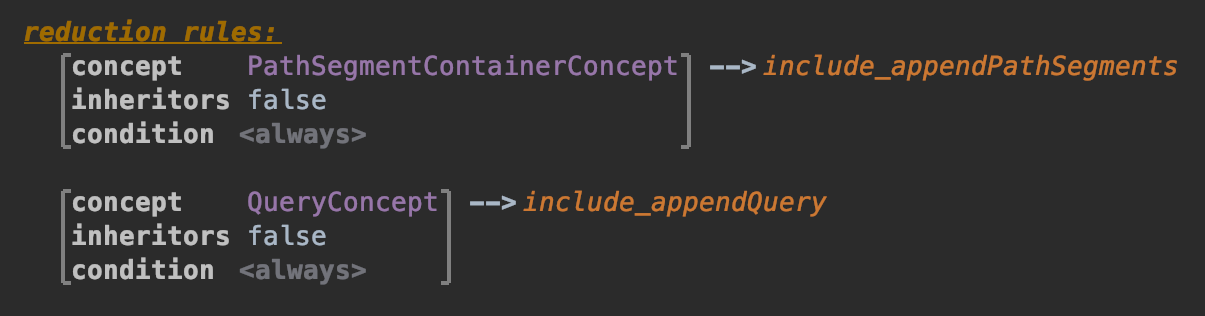 reduction rules:
concept PathSegmentContainerConcept --> include_appendPathSegments
inheritors false
condition <always>
concept QueryConcept --> include_appendQuery
inheritors false
condition <always>